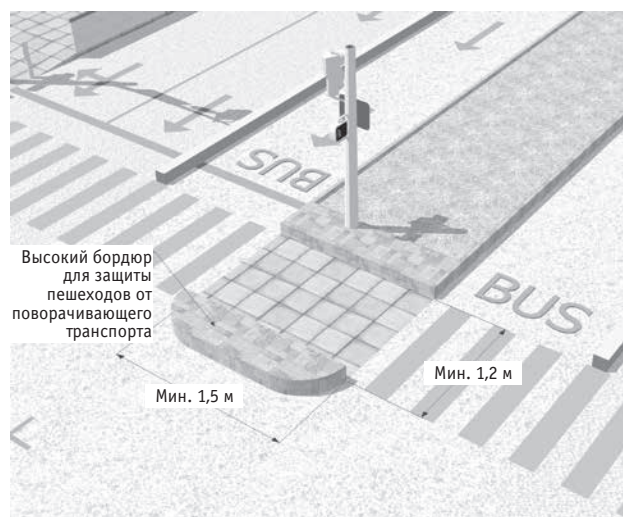 BUS
BUS
Высокий бордюр
для защиты
пешеходов от
поворачивающего
транспорта
Мин. 1,2 м
Мин. 1,5 м